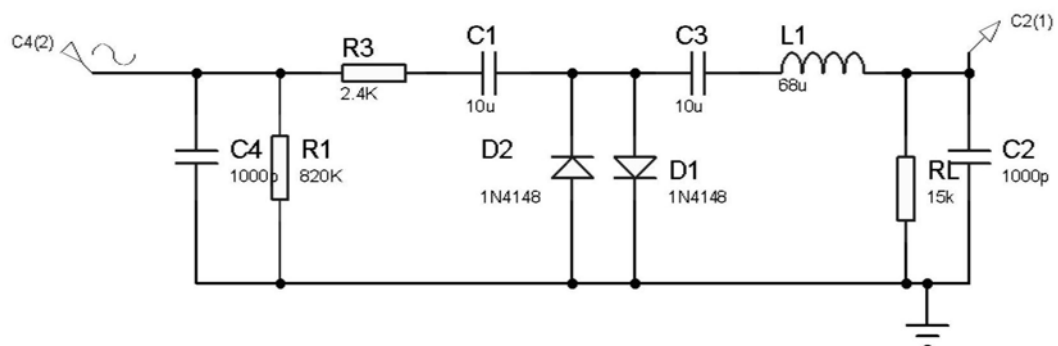 C4(2)
R3
2.4K
C1
10u
C3
10u
L1
68u
C2(1)
C4
1000p
R1
820K
D2
1N4148
D1
1N4148
RL
15k
C2
1000p